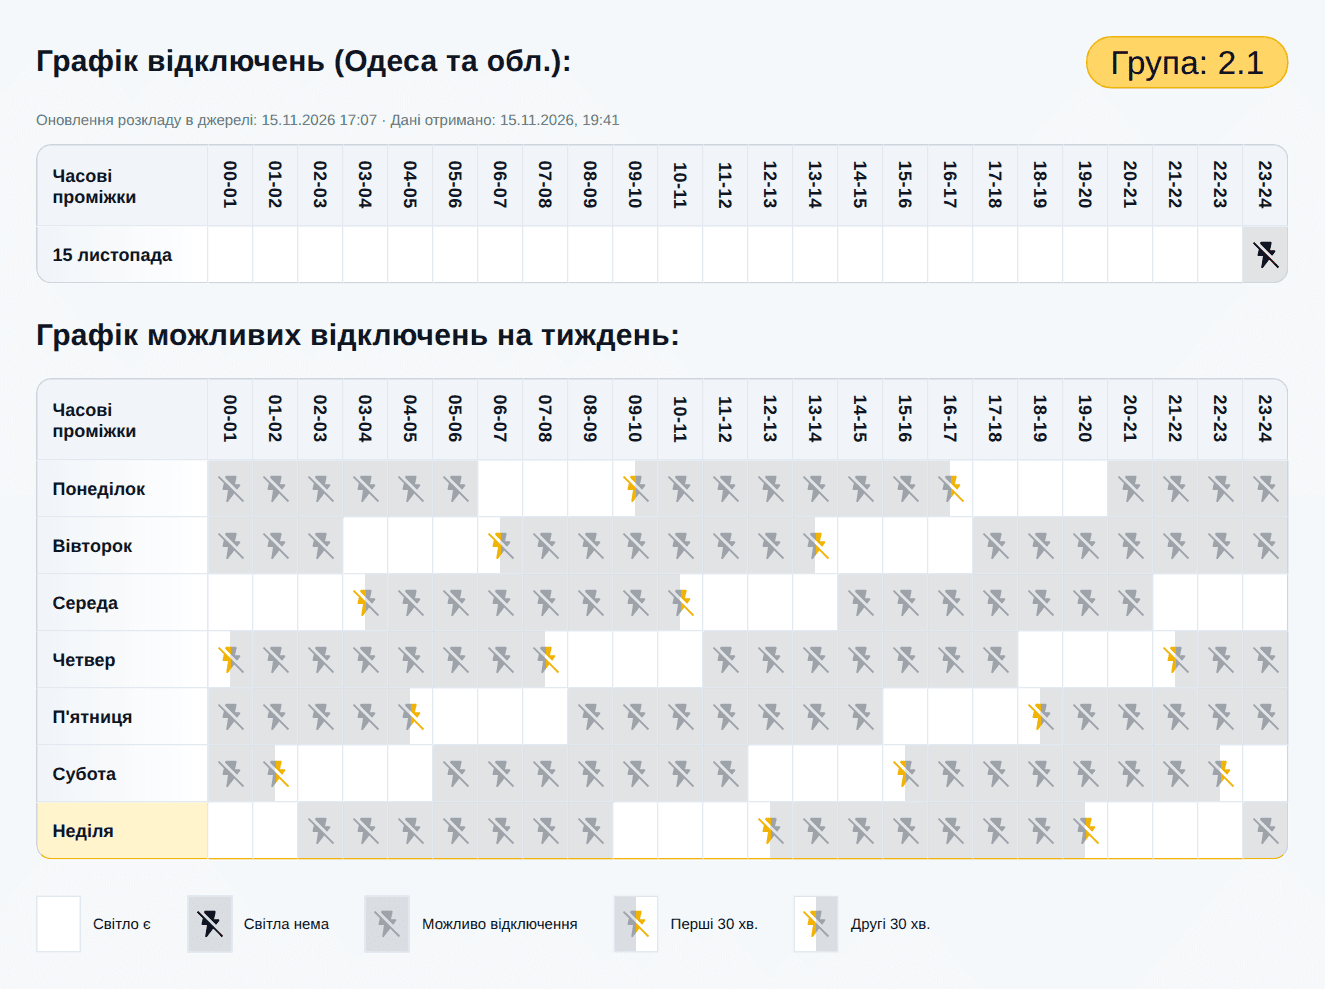 Графік відключень (Одеса та обл.):
Група: 2.1
Оновлення розкладу в джерелі: 15.11.2026 17:07 · Дані отримано: 15.11.2026, 19:41
Часові проміжки 00-01 01-02 02-03 03-04 04-05 05-06 06-07 07-08 08-09 09-10 10-11 11-12 12-13 13-14 14-15 15-16 16-17 17-18 18-19 19-20 20-21 21-22 22-23 23-24
15 листопада
Графік можливих відключень на тиждень:
Часові проміжки 00-01 01-02 02-03 03-04 04-05 05-06 06-07 07-08 08-09 09-10 10-11 11-12 12-13 13-14 14-15 15-16 16-17 17-18 18-19 19-20 20-21 21-22 22-23 23-24
Понеділок
Вівторок
Середа
Четвер
П'ятниця
Субота
Неділя
Світло є Світла нема Можливо відключення Перші 30 хв. Другі 30 хв.